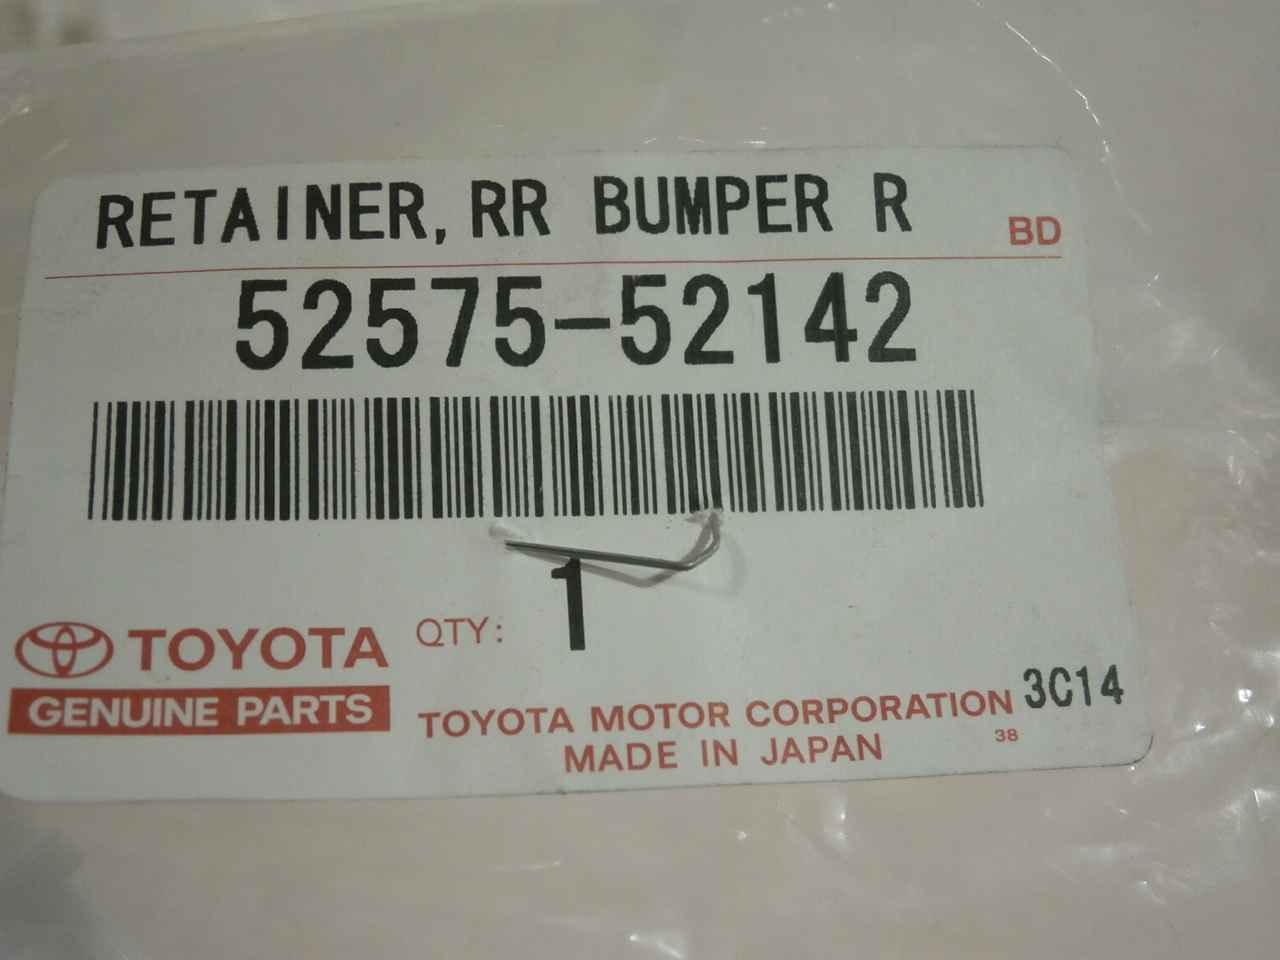 RETAINER, RR BUMPER R
BD
52575-52142
QTY: 1
TOYOTA
GENUINE PARTS
3C14
TOYOTA MOTOR CORPORATION
MADE IN JAPAN
38